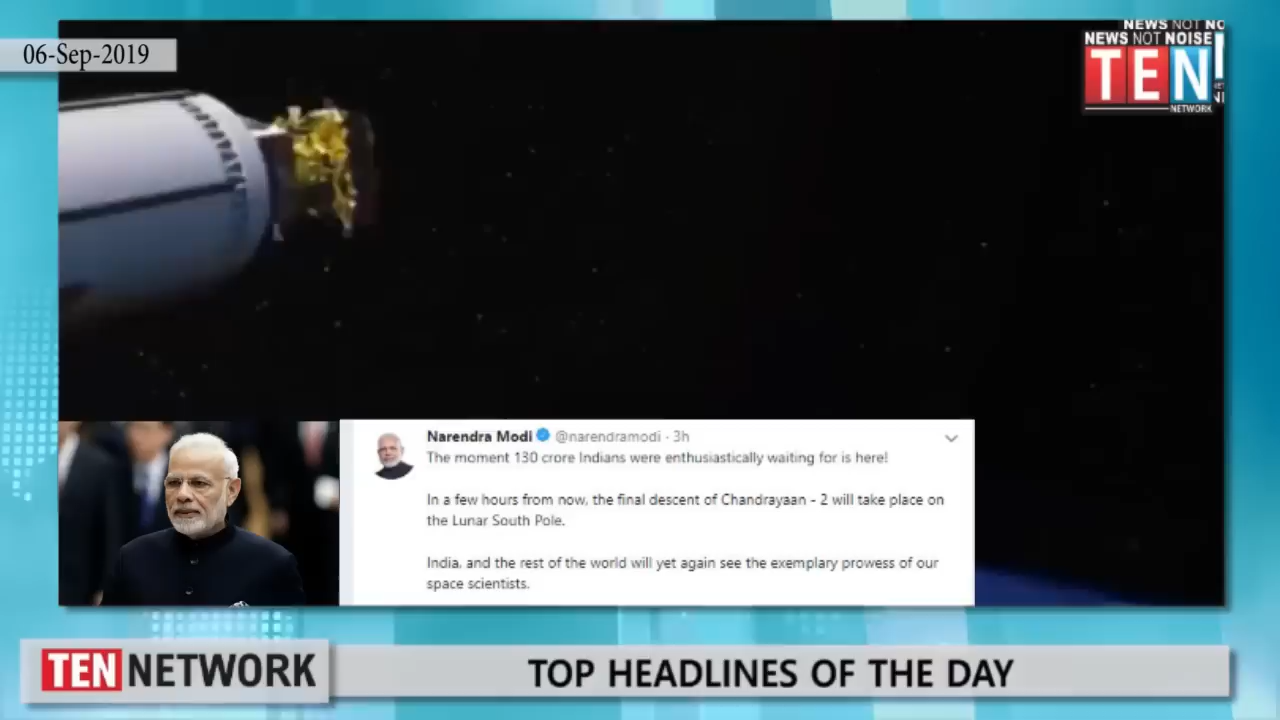 06-Sep-2019
NEWS NOT NO
NEWS NOT NOISE
TEN
NETWORK
Narendra Modi @narendramodi · 3h
The moment 130 crore Indians were enthusiastically waiting for is here!
In a few hours from now, the final descent of Chandrayaan - 2 will take place on
the Lunar South Pole.
India, and the rest of the world will yet again see the exemplary prowess of our
space scientists.
TEN NETWORK
TOP HEADLINES OF THE DAY